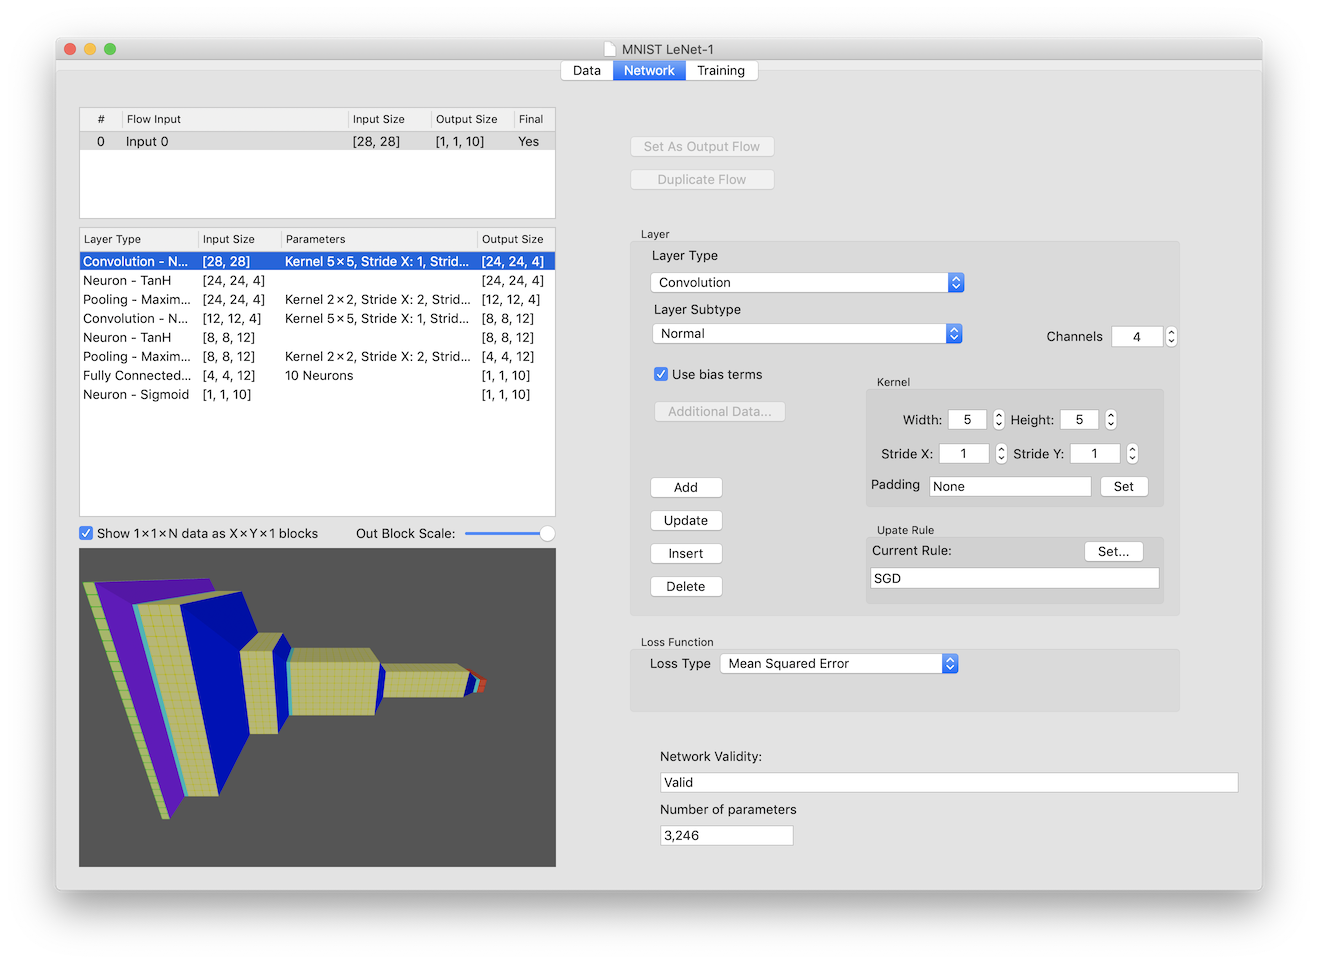 MNIST LeNet-1
Data Network Training
# Flow Input Input Size Output Size Final
0 Input 0 [28, 28] [1, 1, 10] Yes
Set As Output Flow
Duplicate Flow
Layer Type Input Size Parameters Output Size
Convolution - N... [28, 28] Kernel 5×5, Stride X: 1, Strid... [24, 24, 4]
Neuron - TanH [24, 24, 4] [24, 24, 4]
Pooling - Maxim... [24, 24, 4] Kernel 2×2, Stride X: 2, Strid... [12, 12, 4]
Convolution - N... [12, 12, 4] Kernel 5×5, Stride X: 1, Strid... [8, 8, 12]
Neuron - TanH [8, 8, 12] [8, 8, 12]
Pooling - Maxim... [8, 8, 12] Kernel 2×2, Stride X: 2, Strid... [4, 4, 12]
Fully Connected... [4, 4, 12] 10 Neurons [1, 1, 10]
Neuron - Sigmoid [1, 1, 10] [1, 1, 10]
Show 1×1×N data as X×Y×1 blocks Out Block Scale:
Layer
Layer Type
Convolution
Layer Subtype
Normal
Channels 4
Use bias terms
Additional Data...
Kernel
Width: 5 Height: 5
Stride X: 1 Stride Y: 1
Padding None Set
Add
Update
Insert
Delete
Upate Rule
Current Rule: Set...
SGD
Loss Function
Loss Type Mean Squared Error
Network Validity:
Valid
Number of parameters
3,246